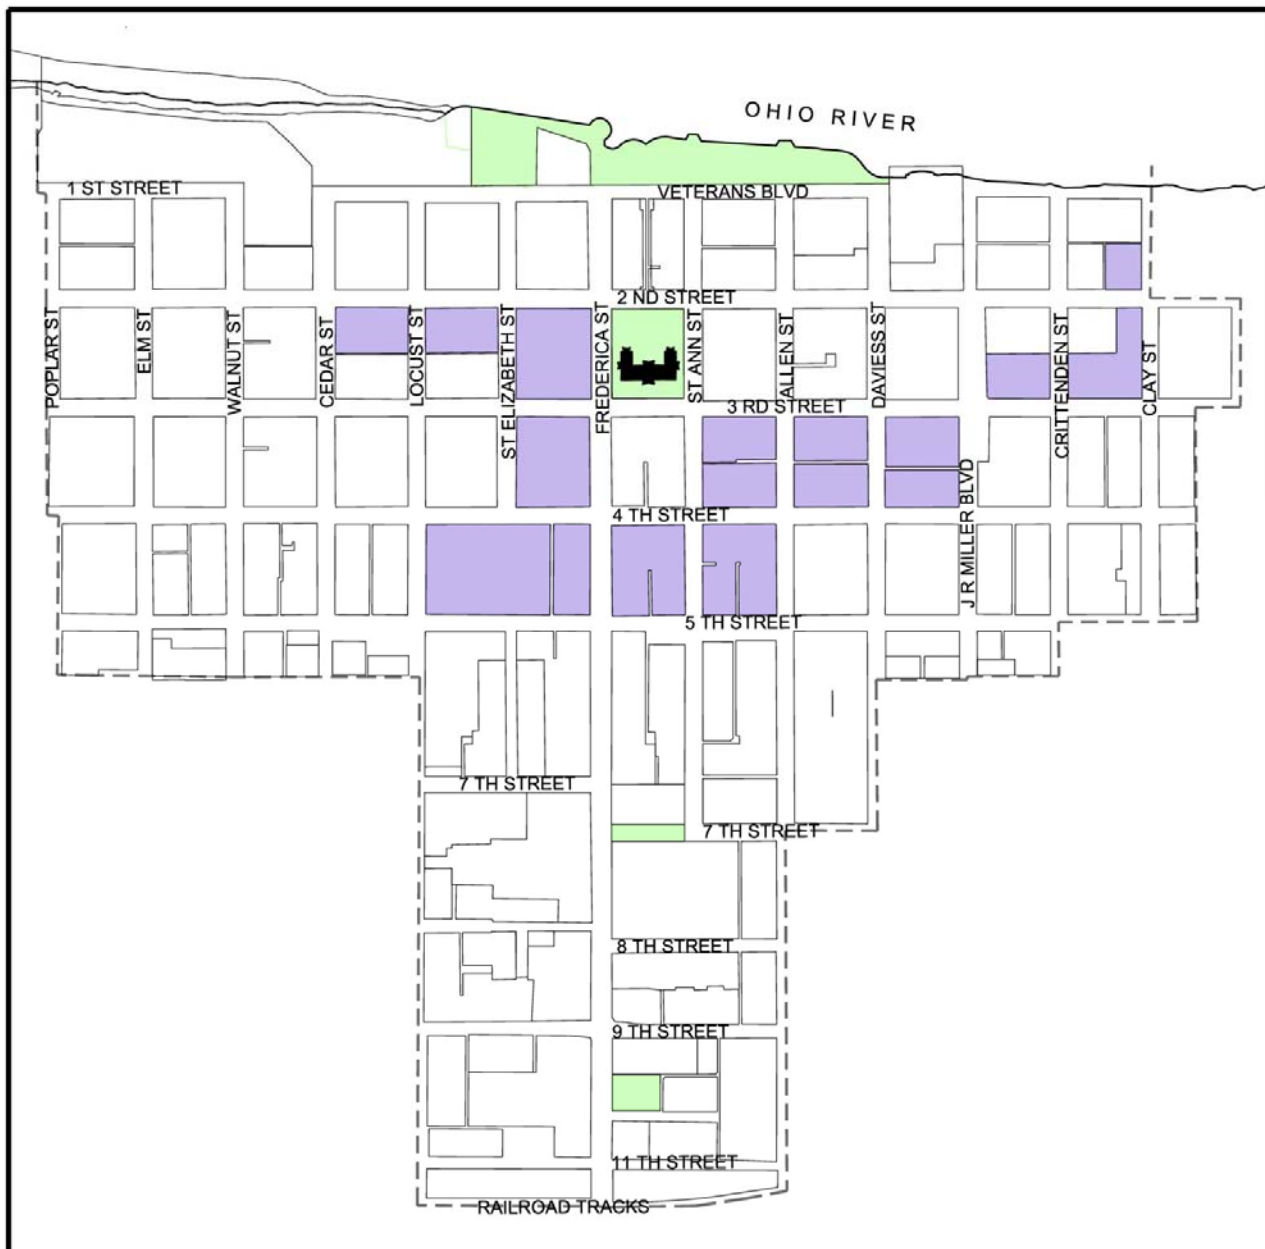 OHIO RIVER
1 ST STREET
VETERANS BLVD
2 ND STREET
POPLAR ST
ELM ST
WALNUT ST
CEDAR ST
LOCUST ST
ST ELIZABETH ST
FREDERICA ST
ST ANN ST
ALLEN ST
DAVIESS ST
CRITTENDEN ST
CLAY ST
3 RD STREET
J R MILLER BLVD
4 TH STREET
5 TH STREET
7 TH STREET
7 TH STREET
8 TH STREET
9 TH STREET
11 TH STREET
RAILROAD TRACKS